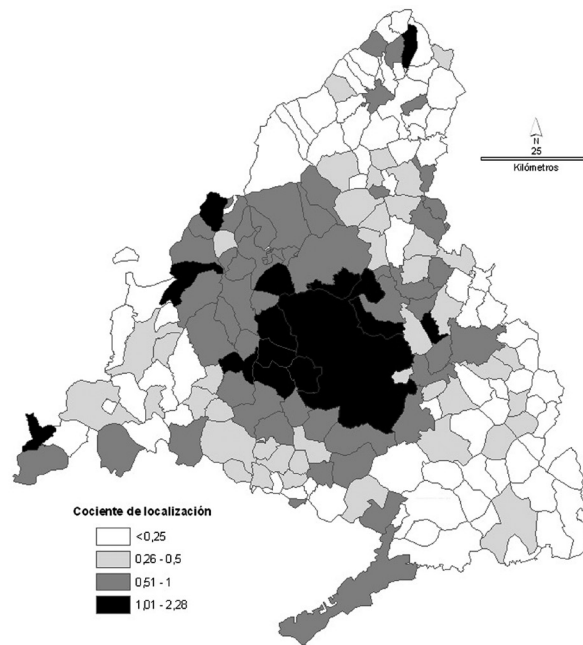 N
25
Kilómetros
Cociente de localización
<0,25
0,26 - 0,5
0,51 - 1
1,01 - 2,28